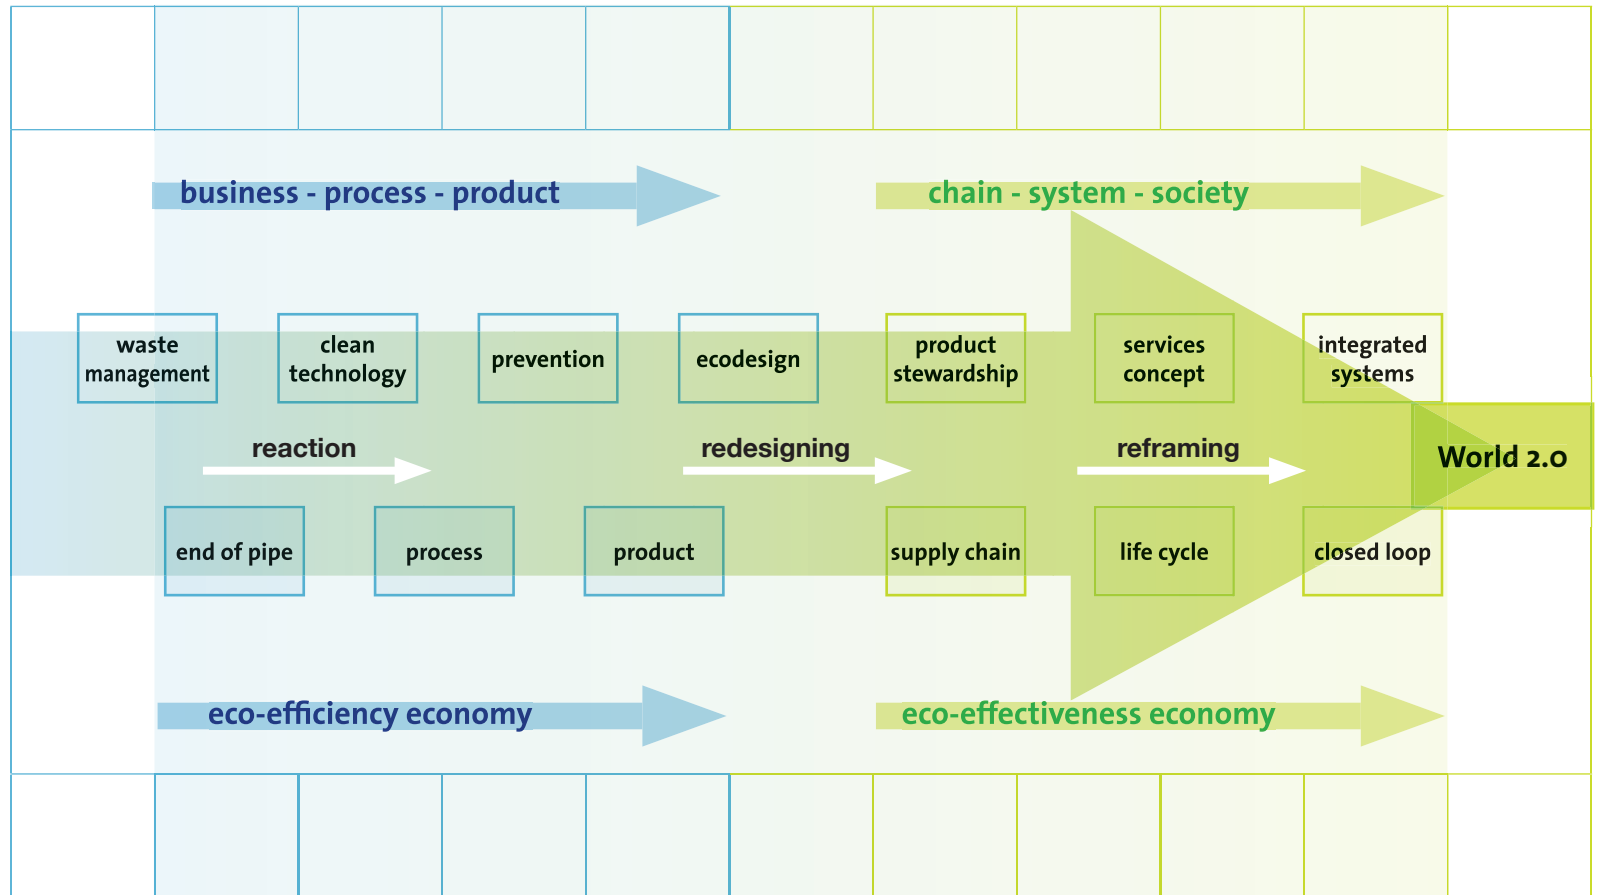 business - process - product
chain - system - society
waste
management
clean
technology
prevention
ecodesign
product
stewardship
services
concept
integrated
systems
reaction
redesigning
reframing
World 2.0
end of pipe
process
product
supply chain
life cycle
closed loop
eco-efficiency economy
eco-effectiveness economy